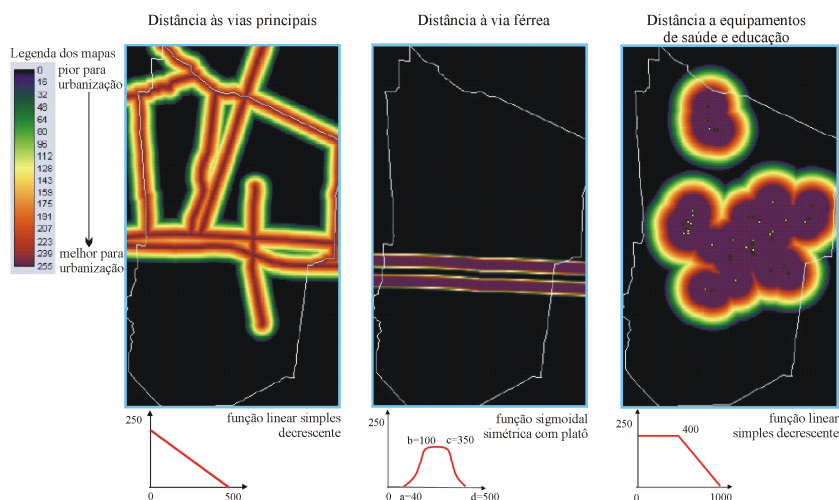 Distância às vias principais
Distância à via férrea
Distância a equipamentos
de saúde e educação
Legenda dos mapas
pior para
urbanização
melhor para
urbanização
0
16
32
48
64
80
96
112
128
143
159
175
191
207
223
239
255
250
função linear simples
decrescente
0
500
250
função sigmoidal
simétrica com platô
b=100
c=350
0
a=40
d=500
250
400
função linear
simples decrescente
0
1000